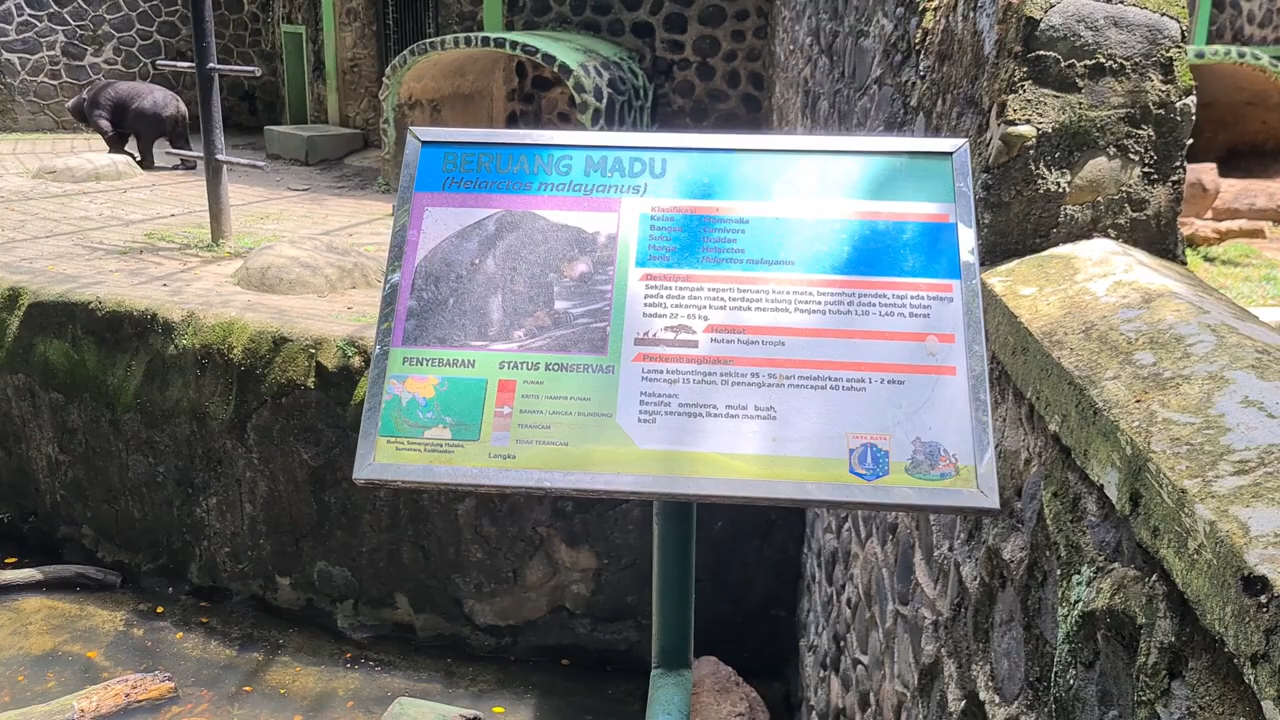 BERUANG MADU
(Helarctos malayanus)
Klasifikasi
Kelas : Mammalia
Bangsa : Carnivora
Suku : Ursidae
Marga : Helarctos
Jenis : Helarctos malayanus
Deskripsi
Sekilas tampak seperti beruang kaca mata, berambut pendek, tapi ada belang
pada dada dan mata, terdapat kalung (warna putih di dada bentuk bulan
sabit), cakarnya kuat untuk merobek, Panjang tubuh 1,10 – 1,40 m, Berat
badan 22 – 65 kg.
Habitat
Hutan hujan tropis
Perkembangbiakan
Lama kebuntingan sekitar 95 - 96 hari melahirkan anak 1 - 2 ekor
Mencapai 15 tahun. Di penangkaran mencapai 40 tahun
Makanan:
Bersifat omnivora, mulai buah,
sayur, serangga, ikan dan mamalia
kecil
PENYEBARAN
Burma, Semenanjung Malaka,
Sumatera, Kalimantan
STATUS KONSERVASI
PUNAH
KRITIS / HAMPIR PUNAH
BAHAYA / LANGKA / DILINDUNGI
TERANCAM
TIDAK TERANCAM
Langka
JAYA RAYA